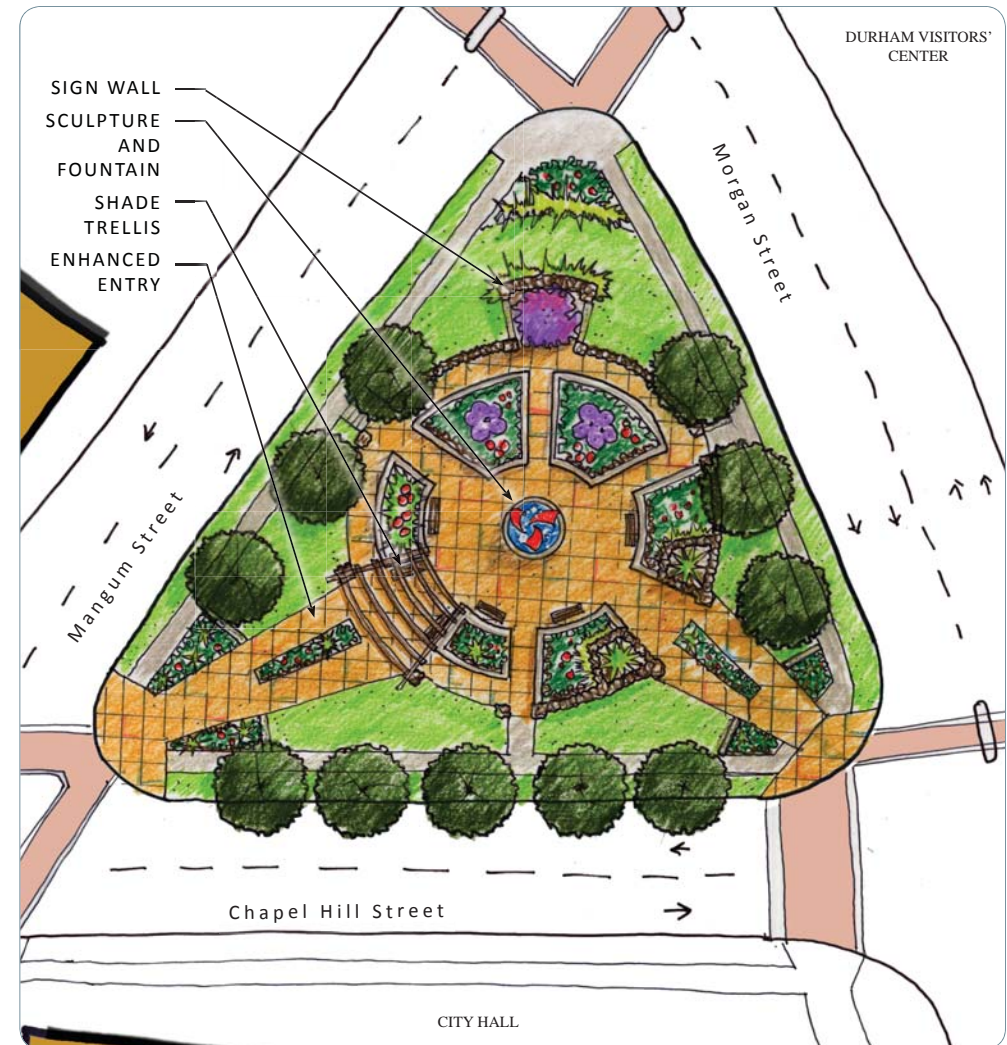 DURHAM VISITORS'
CENTER
SIGN WALL
SCULPTURE
AND
FOUNTAIN
SHADE
TRELLIS
ENHANCED
ENTRY
Morgan Street
Mangum Street
Chapel Hill Street
CITY HALL